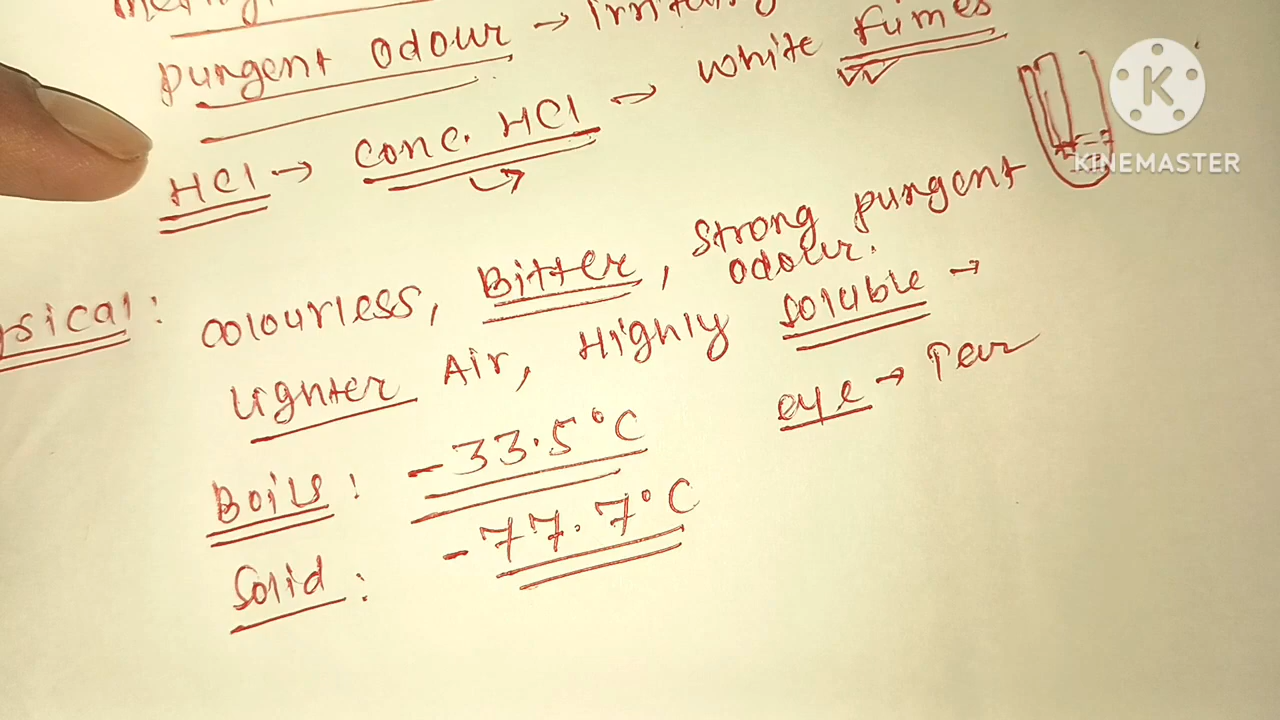 pungent odour →
HCl → conc. HCl → white fumes
K
KINEMASTER
sical : colourless, Bitter, Strong pungent odour.
Lighter Air, Highly soluble →
eye → Tear
Boils : -33.5°C
Solid : -77.7°C